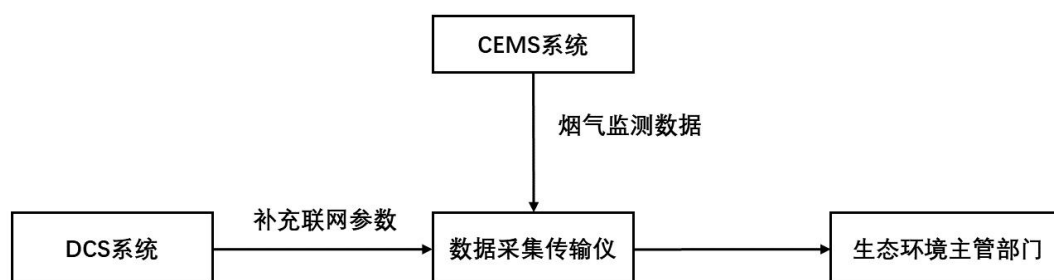 CEMS系统
烟气监测数据
补充联网参数
DCS系统
数据采集传输仪
生态环境主管部门